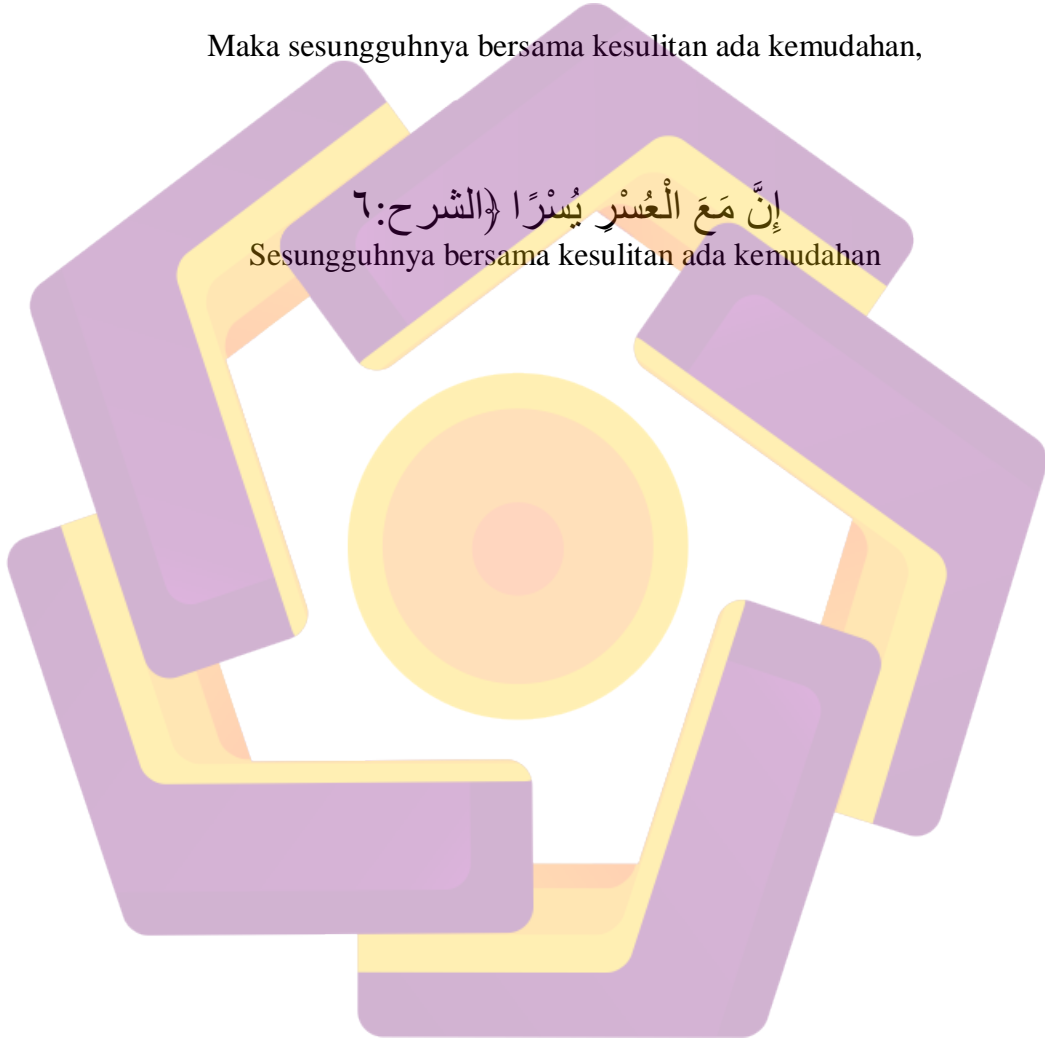 Maka sesungguhnya bersama kesulitan ada kemudahan,
إِنَّ مَعَ الْعُسْرِ يُسْرًا ﴿الشرح:٦
Sesungguhnya bersama kesulitan ada kemudahan